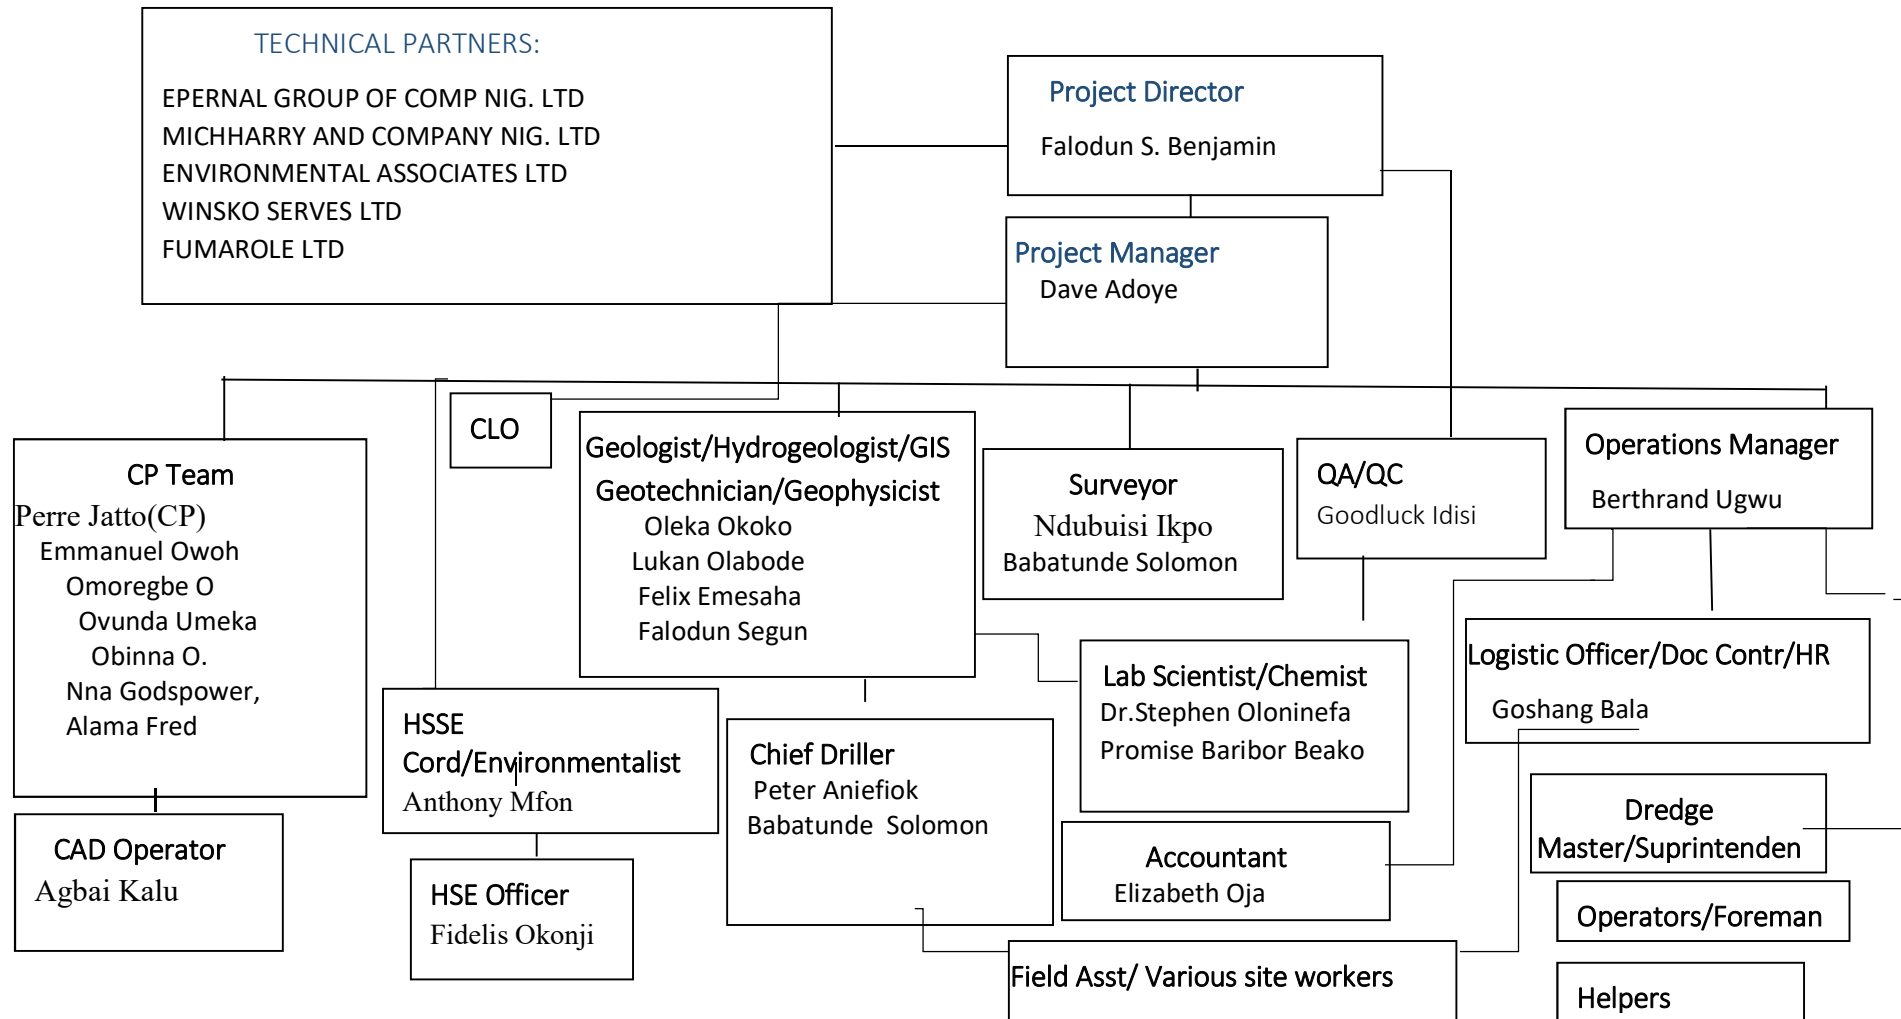 TECHNICAL PARTNERS:
EPERNAL GROUP OF COMP NIG. LTD
MICHHARRY AND COMPANY NIG. LTD
ENVIRONMENTAL ASSOCIATES LTD
WINSKO SERVES LTD
FUMAROLE LTD
Project Director
Falodun S. Benjamin
Project Manager
Dave Adoye
CP Team
Perre Jatto(CP)
Emmanuel Owoh
Omoregbe O
Ovunda Umeka
Obinna O.
Nna Godspower,
Alama Fred
CAD Operator
Agbai Kalu
CLO
HSSE
Cord/Environmentalist
Anthony Mfon
HSE Officer
Fidelis Okonji
Geologist/Hydrogeologist/GIS
Geotechnician/Geophysicist
Oleka Okoko
Lukan Olabode
Felix Emesaha
Falodun Segun
Chief Driller
Peter Aniefiok
Babatunde  Solomon
Surveyor
Ndubuisi Ikpo
Babatunde Solomon
QA/QC
Goodluck Idisi
Lab Scientist/Chemist
Dr.Stephen Oloninefa
Promise Baribor Beako
Accountant
Elizabeth Oja
Field Asst/ Various site workers
Operations Manager
Berthrand Ugwu
Logistic Officer/Doc Contr/HR
Goshang Bala
Dredge
Master/Suprintenden
Operators/Foreman
Helpers